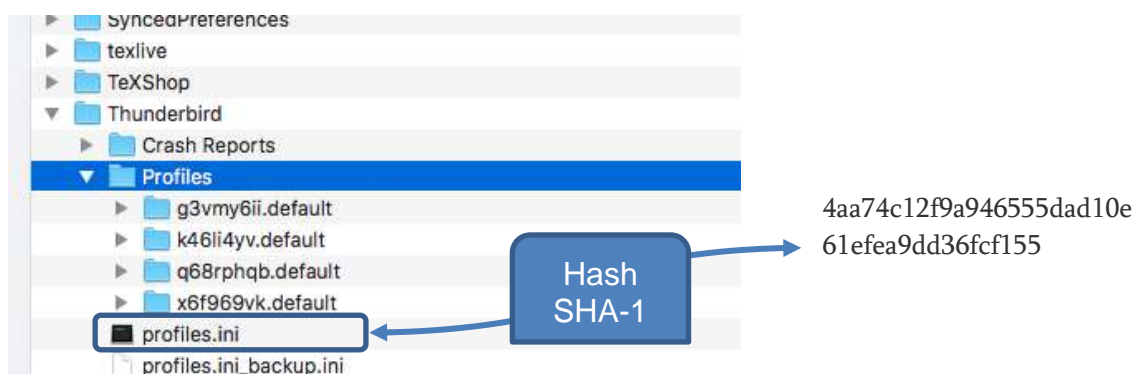 SyncedPreferences
texlive
TeXShop
Thunderbird
Crash Reports
Profiles
g3vmy6ii.default
k46li4yv.default
q68rphqb.default
x6f969vk.default
profiles.ini
profiles.ini_backup.ini
Hash
SHA-1
4aa74c12f9a946555dad10e
61efea9dd36fcf155